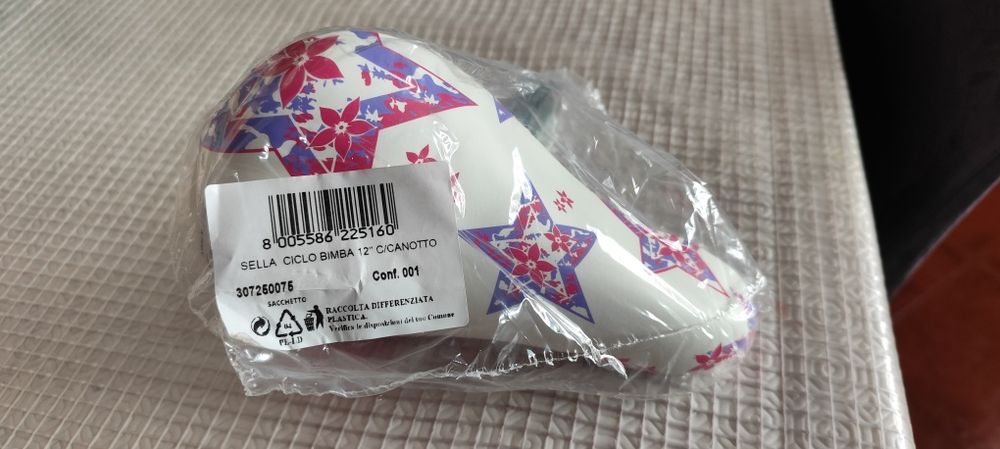 8 005586 225160
SELLA CICLO BIMBA 12" C/CANOTTO
307250075
Conf. 001
SACCHETTO
04
PE-LD
RACCOLTA DIFFERENZIATA
PLASTICA.
Verifica le disposizioni del tuo Comune